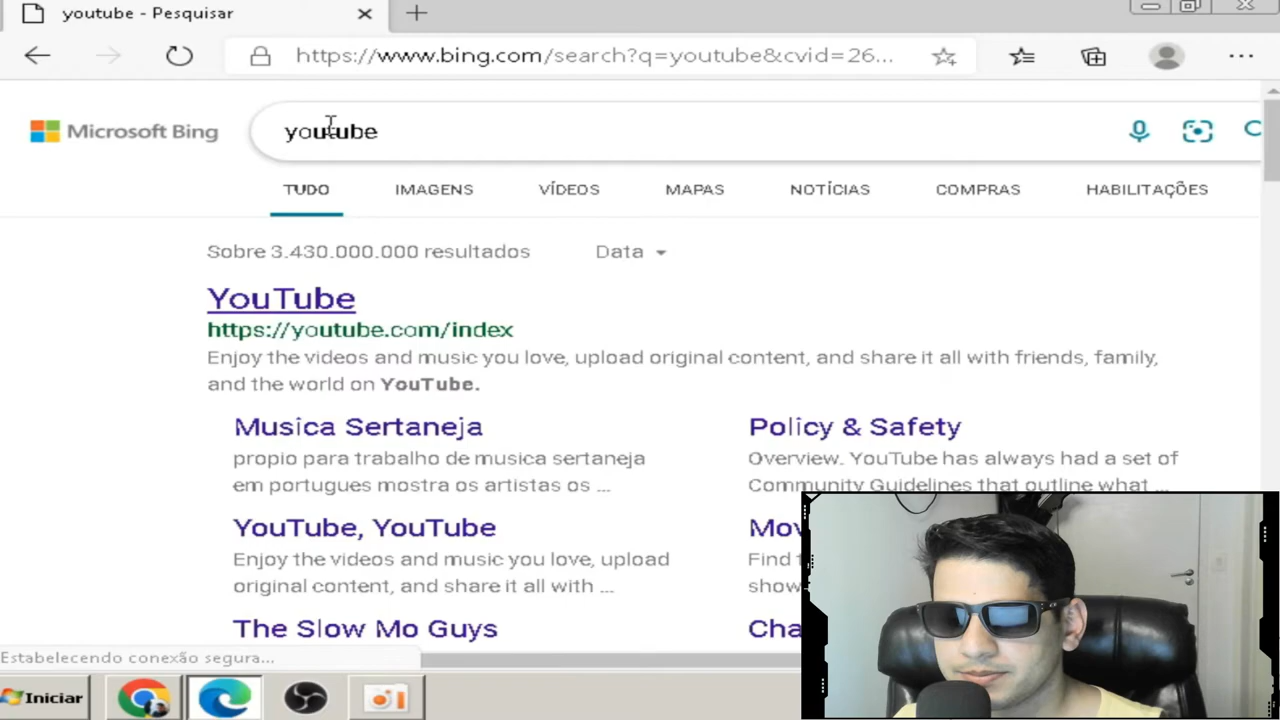 youtube - Pesquisar
https://www.bing.com/search?q=youtube&cvid=26...
Microsoft Bing
youtube
TUDO IMAGENS VÍDEOS MAPAS NOTÍCIAS COMPRAS HABILITAÇÕES
Sobre 3.430.000.000 resultados Data
YouTube
https://youtube.com/index
Enjoy the videos and music you love, upload original content, and share it all with friends, family,
and the world on YouTube.
Musica Sertaneja
propio para trabalho de musica sertaneja
em portugues mostra os artistas os ...
Policy & Safety
Overview. YouTube has always had a set of
Community Guidelines that outline what ...
YouTube, YouTube
Enjoy the videos and music you love, upload
original content, and share it all with ...
Find
show
The Slow Mo Guys
Estabelecendo conexão segura...
Iniciar